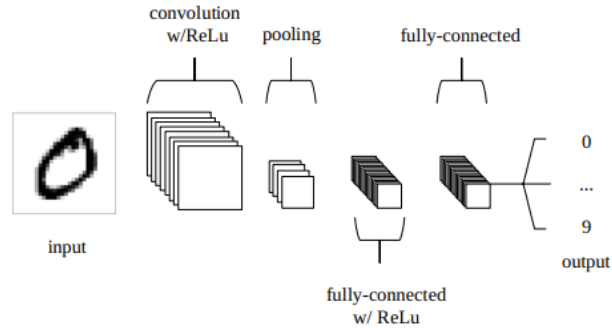 convolution
w/ReLu
pooling
fully-connected
input
fully-connected
w/ ReLu
0
...
9
output